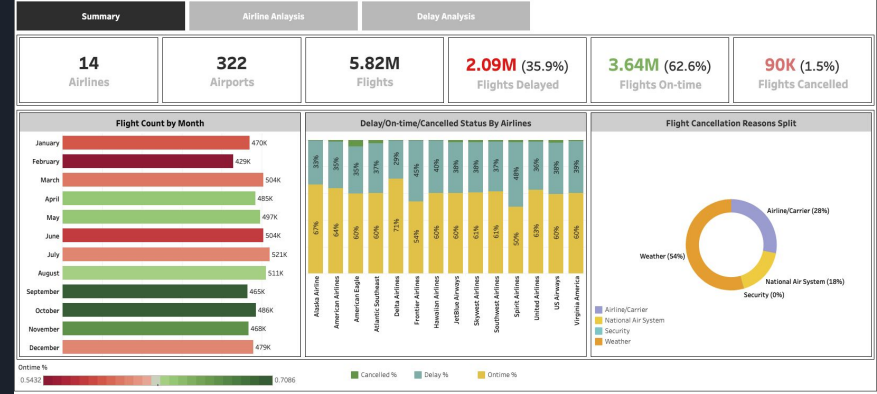 Summary
Airline Anlaysis
Delay Analysis
14
Airlines
322
Airports
5.82M
Flights
2.09M (35.9%)
Flights Delayed
3.64M (62.6%)
Flights On-time
90K (1.5%)
Flights Cancelled
Flight Count by Month
January 470K
February 429K
March 504K
April 485K
May 497K
June 504K
July 521K
August 511K
September 465K
October 486K
November 468K
December 479K
Delay/On-time/Cancelled Status By Airlines
33% 35% 35% 37% 29% 45% 40% 38% 38% 37% 48% 36% 38% 39%
67% 64% 60% 60% 71% 54% 60% 60% 61% 61% 50% 63% 60% 60%
Alaska Airline
American Airlines
American Eagle
Atlantic Southeast
Delta Airlines
Frontier Airlines
Hawaiian Airlines
JetBlue Airways
Skywest Airlines
Southwest Airlines
Spirit Airlines
United Airlines
US Airways
Virginia America
Flight Cancellation Reasons Split
Airline/Carrier (28%)
Weather (54%)
National Air System (18%)
Security (0%)
Airline/Carrier
National Air System
Security
Weather
Ontime %
0.5432 0.7086
Cancelled % Delay % Ontime %